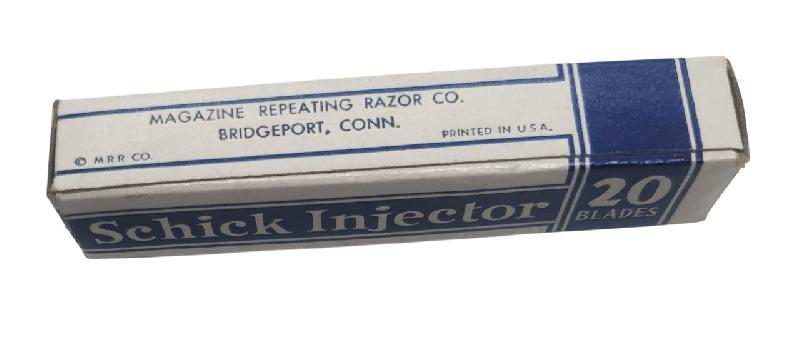 MAGAZINE REPEATING RAZOR CO.
BRIDGEPORT, CONN.
© M.R.R CO.
PRINTED IN U.S.A.
Schick Injector
20
BLADES